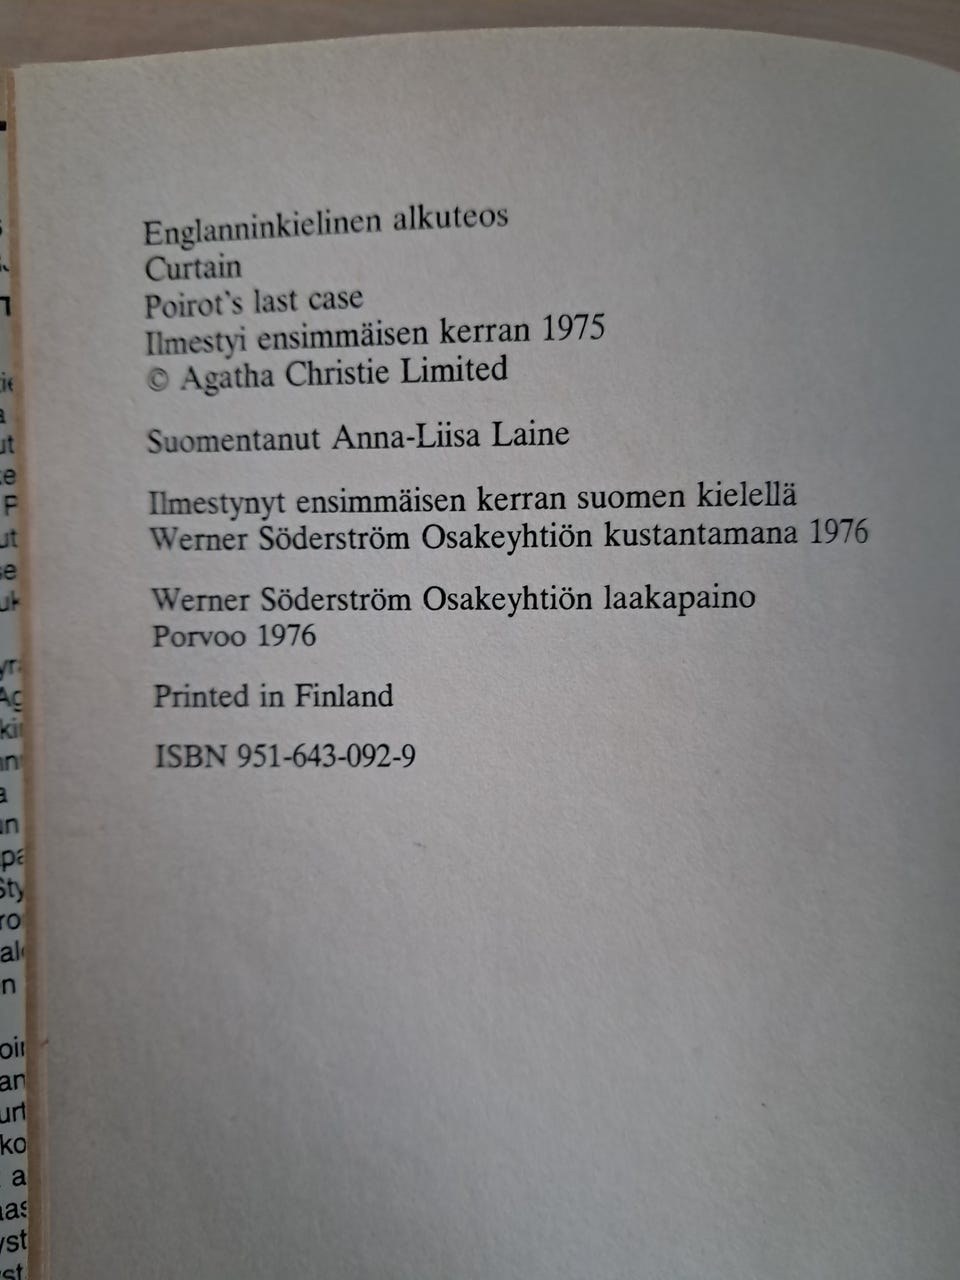 Englanninkielinen alkuteos
Curtain
Poirot's last case
Ilmestyi ensimmäisen kerran 1975
© Agatha Christie Limited
Suomentanut Anna-Liisa Laine
Ilmestynyt ensimmäisen kerran suomen kielellä
Werner Söderström Osakeyhtiön kustantamana 1976
Werner Söderström Osakeyhtiön laakapaino
Porvoo 1976
Printed in Finland
ISBN 951-643-092-9